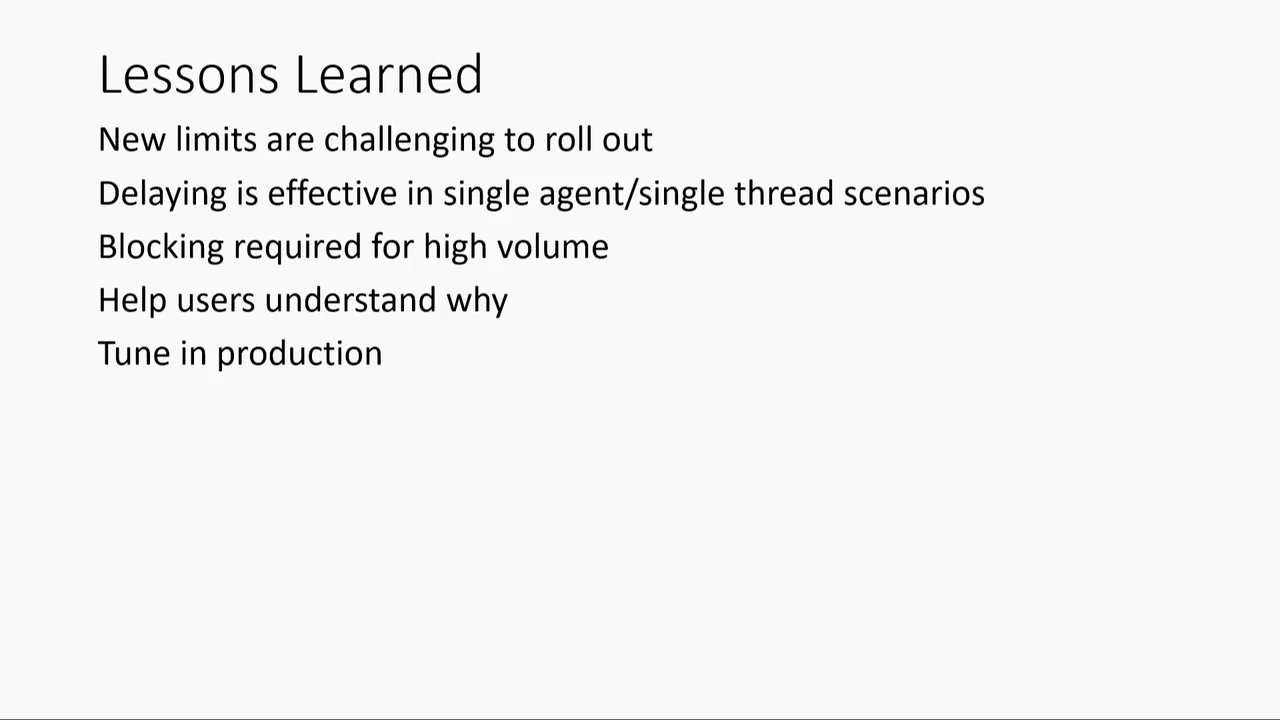 Lessons Learned
New limits are challenging to roll out
Delaying is effective in single agent/single thread scenarios
Blocking required for high volume
Help users understand why
Tune in production